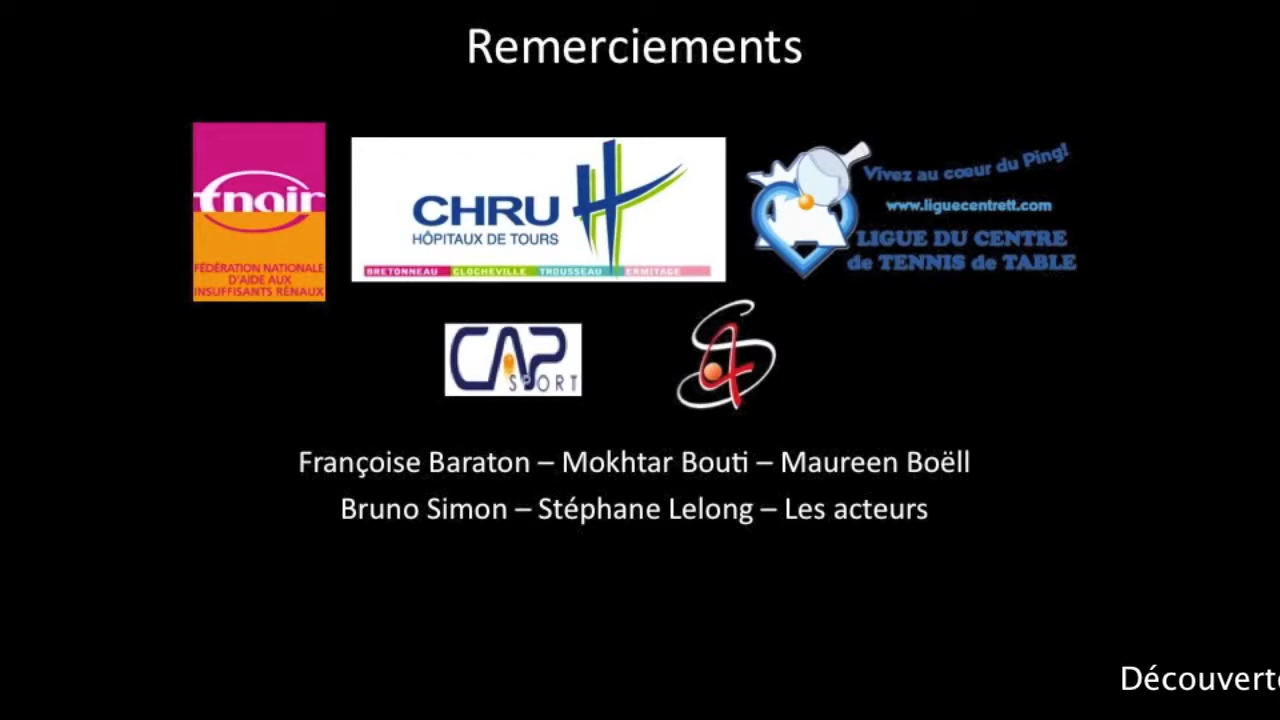 Remerciements
fnair
FÉDÉRATION NATIONALE
D'AIDE AUX
INSUFFISANTS RÉNAUX
CHRU
HÔPITAUX DE TOURS
BRETONNEAU CLOCHEVILLE TROUSSEAU ERMITAGE
Vivez au cœur du Ping!
www.liguecentrett.com
LIGUE DU CENTRE
de TENNIS de TABLE
CAP
SPORT
Françoise Baraton – Mokhtar Bouti – Maureen Boëll
Bruno Simon – Stéphane Lelong – Les acteurs
Découverte